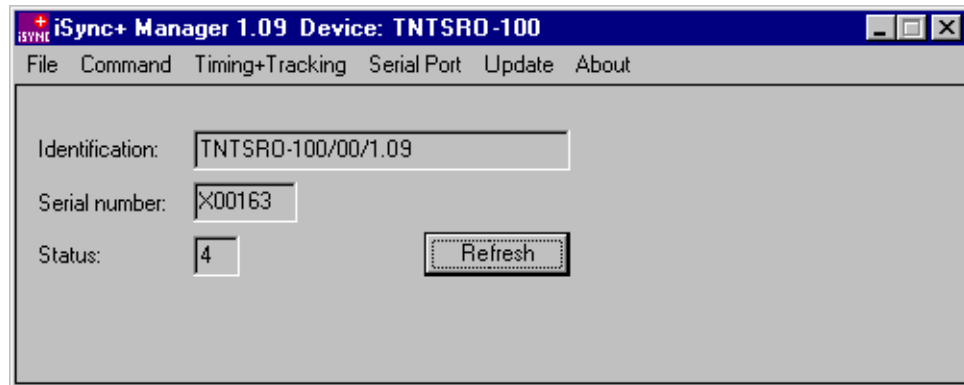 iSYNC iSync+ Manager 1.09 Device: TNTSRO-100
File Command Timing+Tracking Serial Port Update About
Identification: TNTSRO-100/00/1.09
Serial number: X00163
Status: 4 Refresh